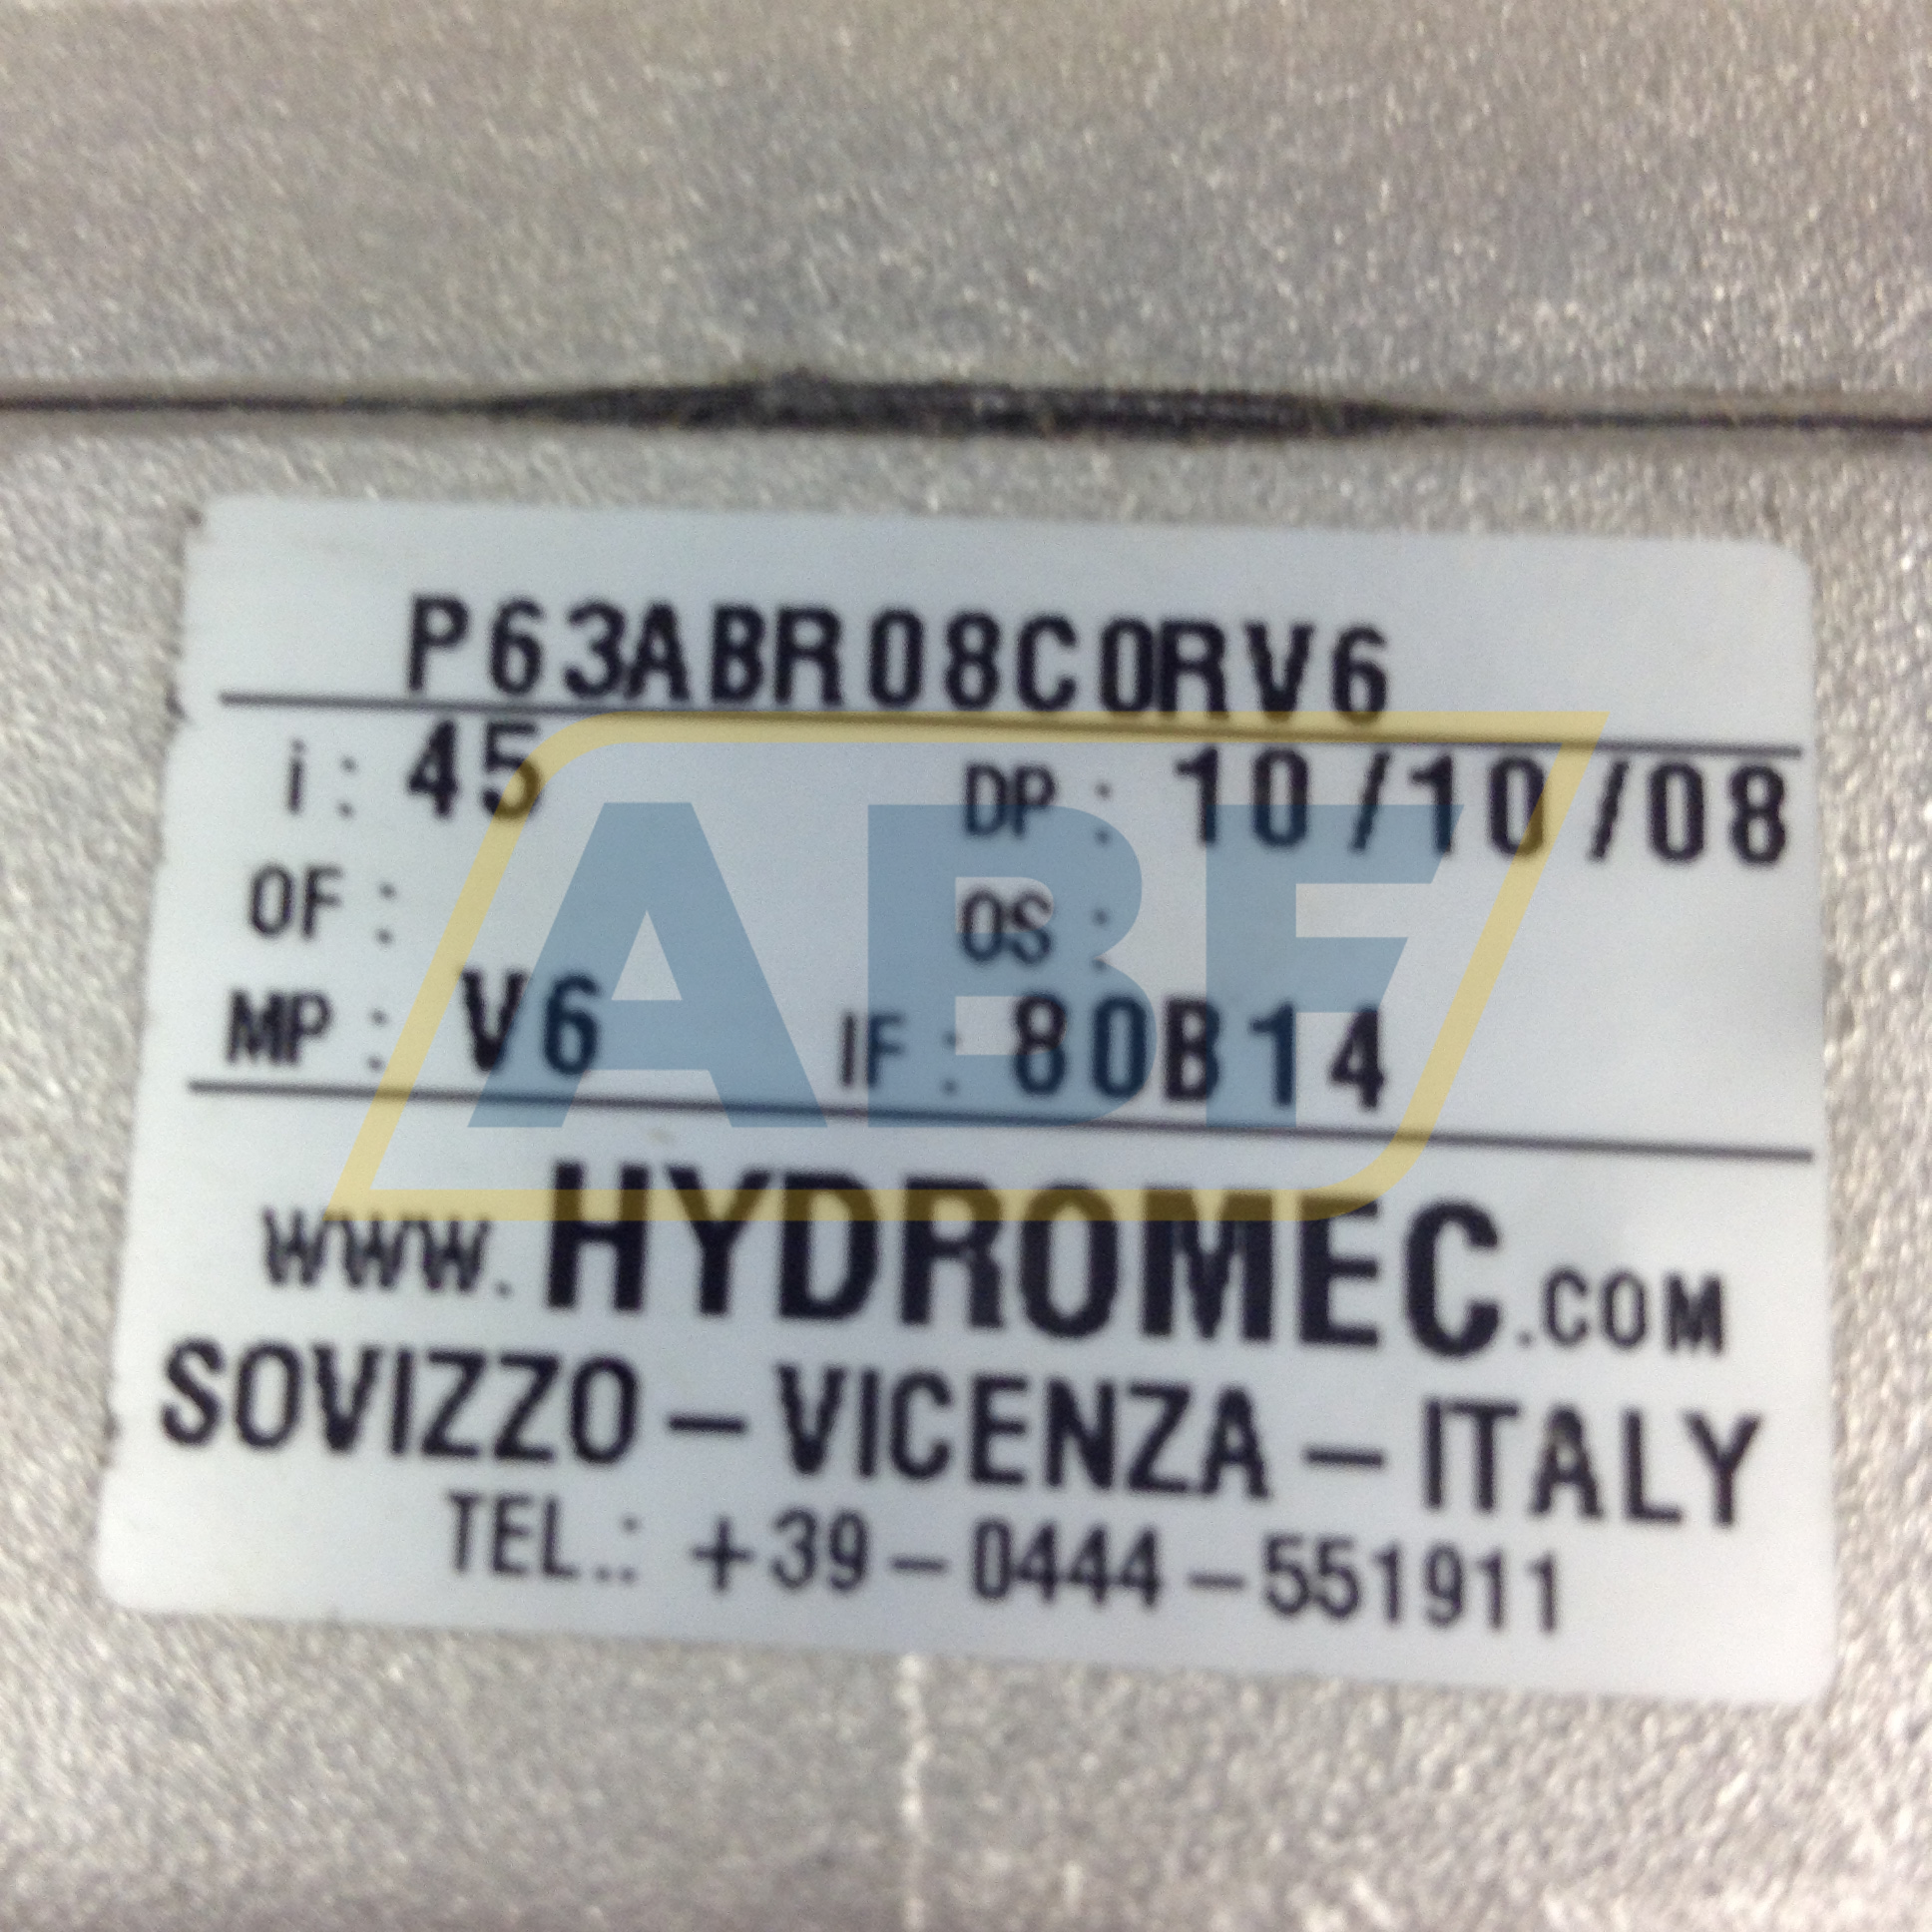 P63ABR08C0RV6
i: 45 DP: 10/10/08
OF: OS:
MP: V6 IF: 80B14
www.HYDROMEC.COM
SOVIZZO – VICENZA – ITALY
TEL.: +39–0444–551911
ABF